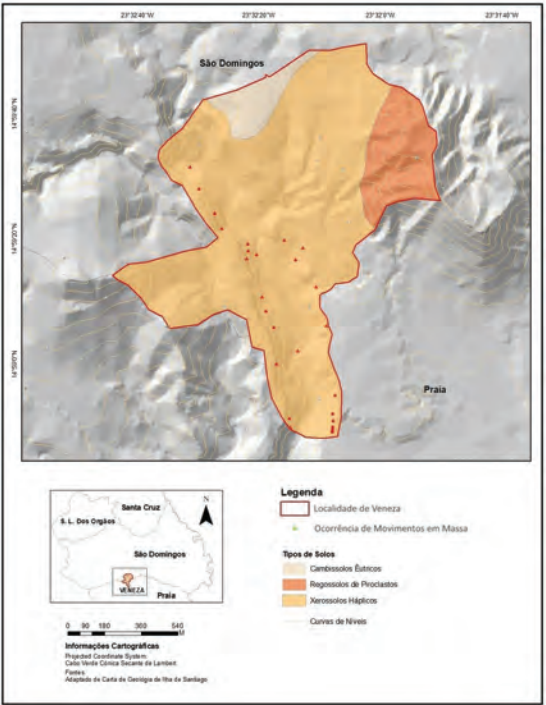 23°32'40"W 23°32'20"W 23°32'0"W 23°31'40"W
São Domingos
Praia
Santa Cruz
S. L. Dos Orgãos
São Domingos
VENEZA
Praia
N
0 90 180 360 540
M
Informações Cartográficas
Projected Coordinate System:
Cabo Verde Cónica Secante de Lambert
Fontes:
Adaptado de Carta de Geológia de Ilha de Santiago
Legenda
Localidade de Veneza
Ocorrência de Movimentos em Massa
Tipos de Solos
Cambissolos Êutricos
Regossolos de Piroclastos
Xerossolos Háplicos
Curvas de Níveis